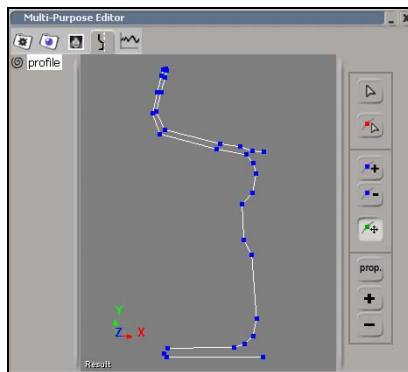 Multi-Purpose Editor
profile
prop.
Y
Z
X
Result